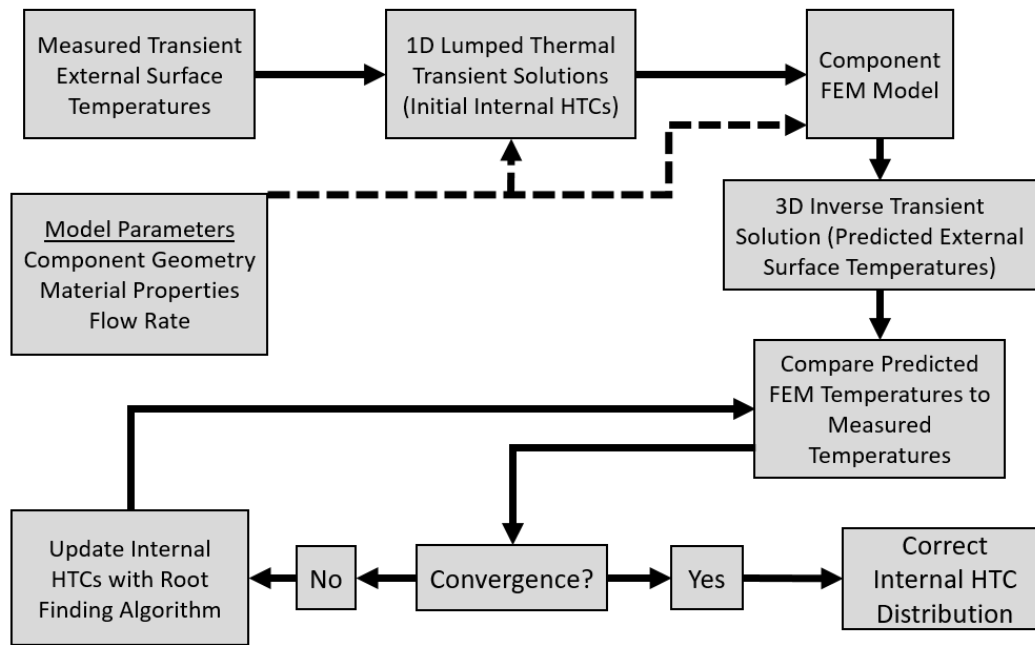 Measured Transient
External Surface
Temperatures
1D Lumped Thermal
Transient Solutions
(Initial Internal HTCs)
Component
FEM Model
Model Parameters
Component Geometry
Material Properties
Flow Rate
3D Inverse Transient
Solution (Predicted External
Surface Temperatures)
Compare Predicted
FEM Temperatures to
Measured
Temperatures
Update Internal
HTCs with Root
Finding Algorithm
No
Convergence?
Yes
Correct
Internal HTC
Distribution